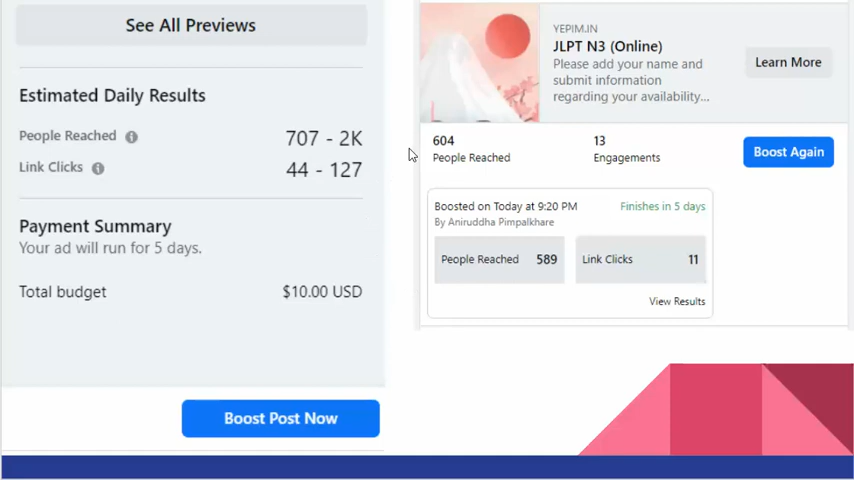 See All Previews
Estimated Daily Results
People Reached
707 - 2K
Link Clicks
44 - 127
Payment Summary
Your ad will run for 5 days.
Total budget
$10.00 USD
Boost Post Now
YEPIM.IN
JLPT N3 (Online)
Please add your name and
submit information
regarding your availability...
Learn More
604
People Reached
13
Engagements
Boost Again
Boosted on Today at 9:20 PM
Finishes in 5 days
By Aniruddha Pimpalkhare
People Reached 589
Link Clicks 11
View Results